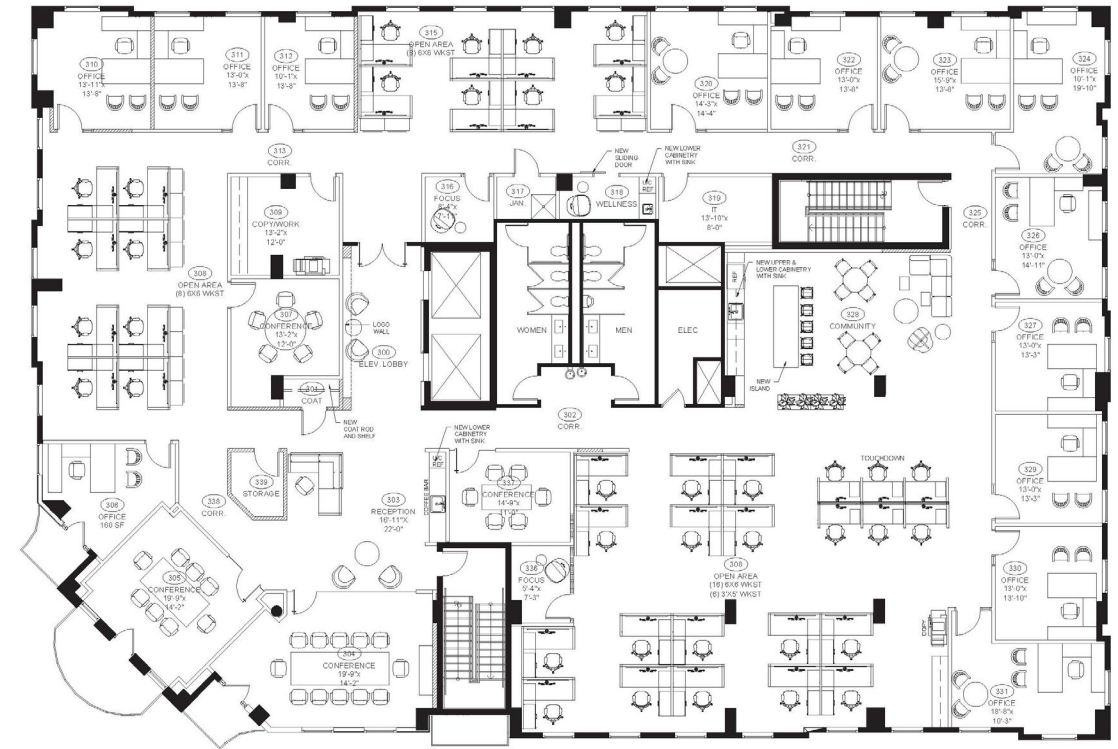 310
OFFICE
13'-11"x
13'-8"
311
OFFICE
13'-0"x
13'-8"
312
OFFICE
10'-1"x
13'-8"
315
OPEN AREA
(8) 6X6 WKST
320
OFFICE
14'-3"x
14'-4"
322
OFFICE
13'-0"x
323
OFFICE
15'-9"x
324
OFFICE
10'-1"x
19'-10"
313
CORR.
NEW
SLIDING
DOOR
NEW LOWER
CABINETRY
WITH SINK
321
CORR.
316
FOCUS
317
JAN.
318
WELLNESS
U/C
REF
319
IT
13'-10"x
8'-0"
325
CORR.
309
COPY/WORK
13'-2"x
12'-0"
326
OFFICE
13'-0"x
14'-11"
308
OPEN AREA
(8) 6X6 WKST
307
CONFERENCE
13'-2"x
12'-0"
LOGO
WALL
300
ELEV. LOBBY
WOMEN
MEN
ELEC
REF
NEW UPPER &
LOWER CABINETRY
WITH SINK
328
COMMUNITY
NEW
ISLAND
327
OFFICE
13'-0"x
13'-3"
301
COAT
NEW
COAT ROD
AND SHELF
302
CORR.
NEW LOWER
CABINETRY
WITH SINK
U/C
REF
COFFEE BAR
306
OFFICE
160 SF
338
CORR.
339
STORAGE
303
RECEPTION
16'-11"X
22'-0"
337
CONFERENCE
14'-9"x
11'-0"
TOUCHDOWN
329
OFFICE
13'-0"x
13'-3"
305
CONFERENCE
19'-9"x
14'-2"
336
FOCUS
5'-4"x
7'-3"
308
OPEN AREA
(16) 6X6 WKST
(6) 3'X5' WKST
330
OFFICE
13'-0"x
13'-10"
304
CONFERENCE
19'-9"x
14'-2"
COPY
331
OFFICE
18'-8"x
10'-3"